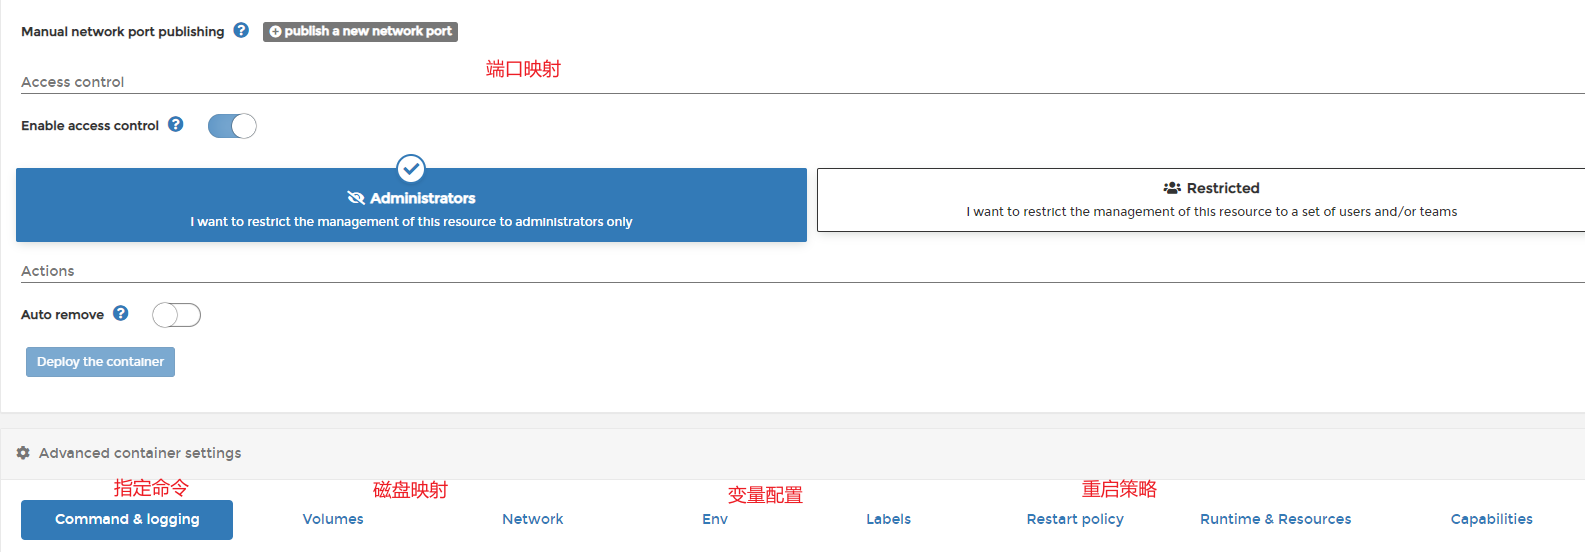 Manual network port publishing ? publish a new network port
端口映射
Access control
Enable access control ?
Administrators
I want to restrict the management of this resource to administrators only
Restricted
I want to restrict the management of this resource to a set of users and/or teams
Actions
Auto remove ?
Deploy the container
Advanced container settings
指定命令 磁盘映射 变量配置 重启策略
Command & logging Volumes Network Env Labels Restart policy Runtime & Resources Capabilities